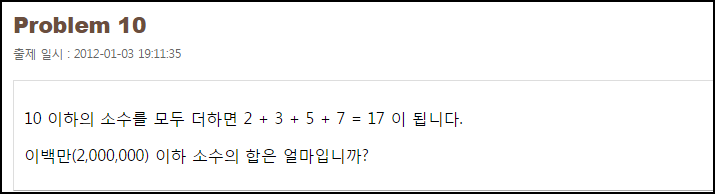 Problem 10
출제 일시 : 2012-01-03 19:11:35
10 이하의 소수를 모두 더하면 2 + 3 + 5 + 7 = 17 이 됩니다.
이백만(2,000,000) 이하 소수의 합은 얼마입니까?